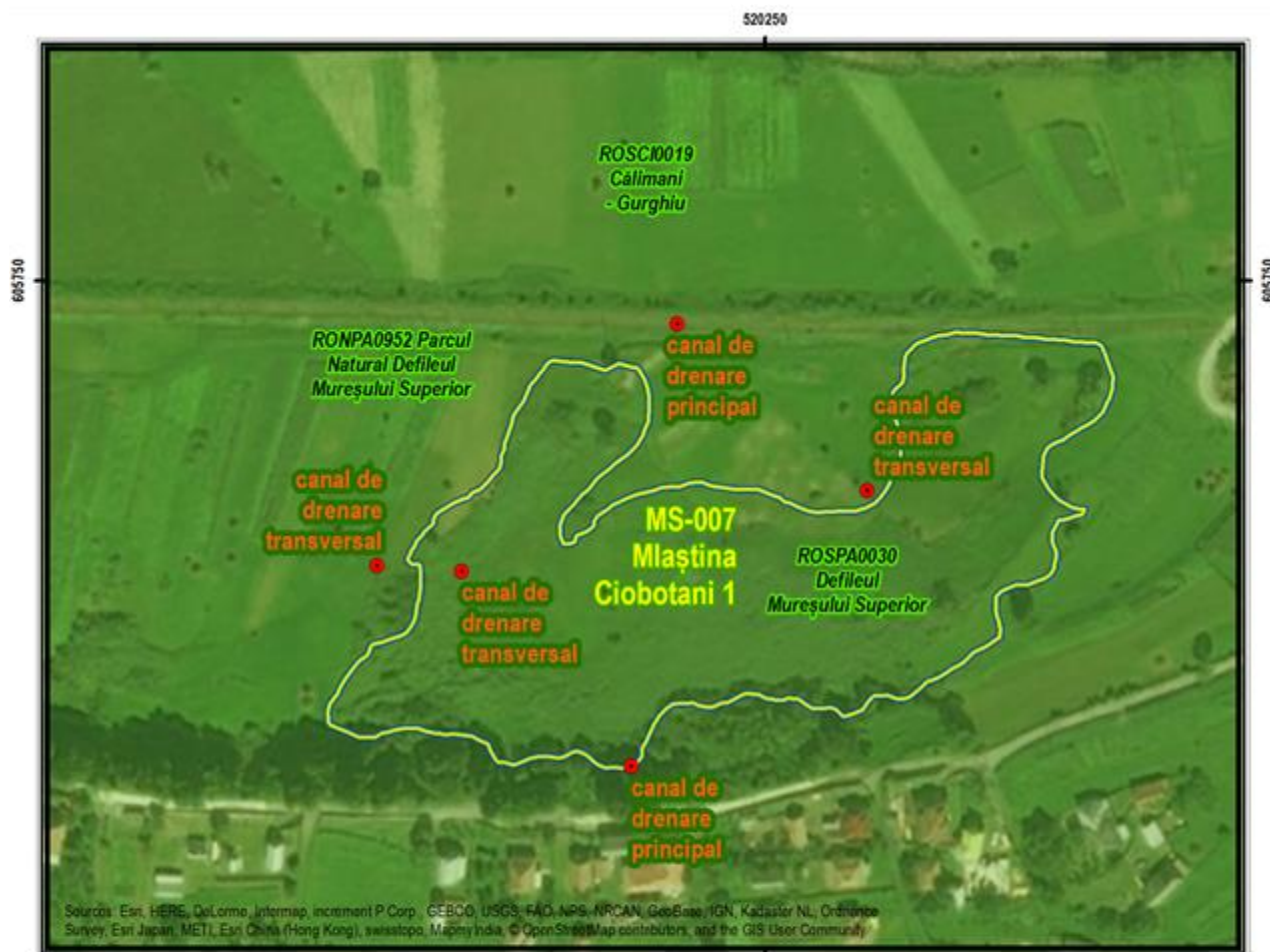 520250
ROSCI0019
Călimani
- Gurghiu
605750
605750
RONPA0952 Parcul
Natural Defileul
Mureșului Superior
canal de
drenare
principal
canal de
drenare
transversal
canal de
drenare
transversal
MS-007
Mlaștina
Ciobotani 1
ROSPA0030
Defileul
Mureșului Superior
canal de
drenare
transversal
canal de
drenare
principal
Sources: Esri, HERE, DeLorme, Intermap, increment P Corp., GEBCO, USGS, FAO, NPS, NRCAN, GeoBase, IGN, Kadaster NL, Ordnance
Survey, Esri Japan, METI, Esri China (Hong Kong), swisstopo, MapmyIndia, © OpenStreetMap contributors, and the GIS User Community